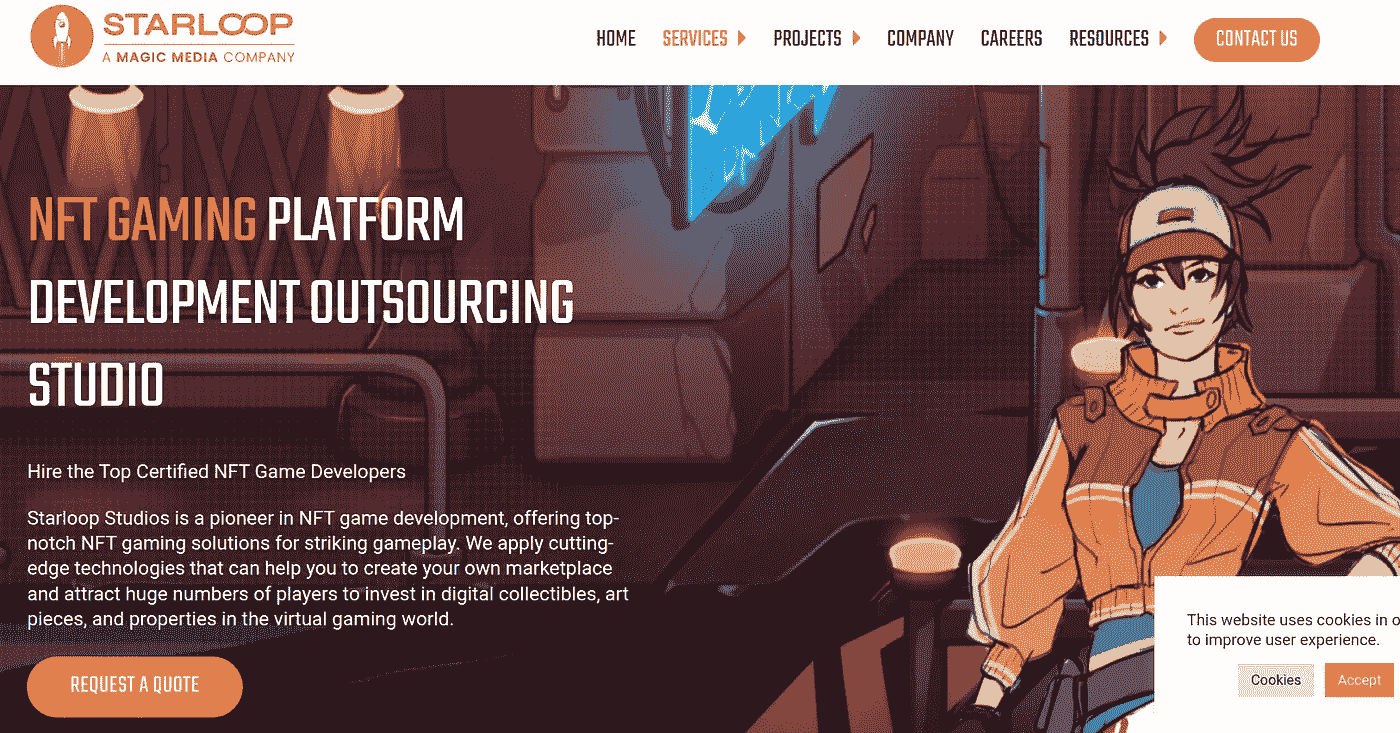 STARLOOP
A MAGIC MEDIA COMPANY
HOME SERVICES PROJECTS COMPANY CAREERS RESOURCES CONTACT US
NFT GAMING PLATFORM
DEVELOPMENT OUTSOURCING
STUDIO
Hire the Top Certified NFT Game Developers
Starloop Studios is a pioneer in NFT game development, offering top-
notch NFT gaming solutions for striking gameplay. We apply cutting-
edge technologies that can help you to create your own marketplace
and attract huge numbers of players to invest in digital collectibles, art
pieces, and properties in the virtual gaming world.
REQUEST A QUOTE
This website uses cookies in o
to improve user experience.
Cookies Accept